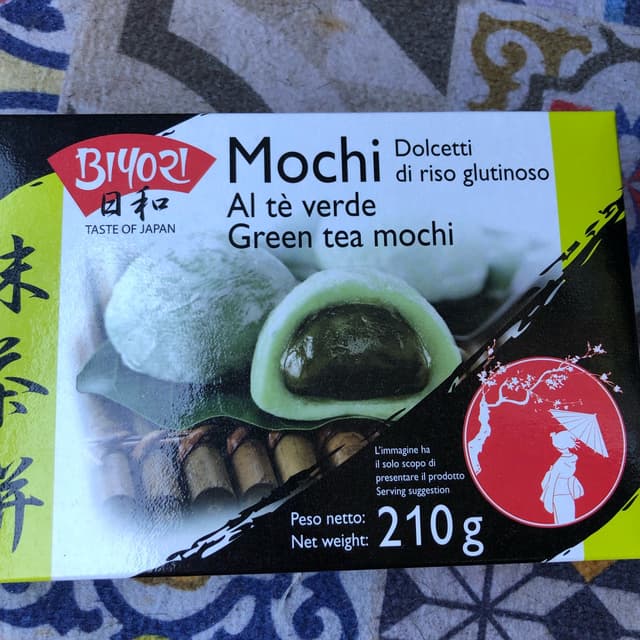 BIYORI
日和
TASTE OF JAPAN
Mochi
Dolcetti
di riso glutinoso
Al tè verde
Green tea mochi
抹茶餅
L'immagine ha
il solo scopo di
presentare il prodotto
Serving suggestion
Peso netto:
Net weight:
210 g